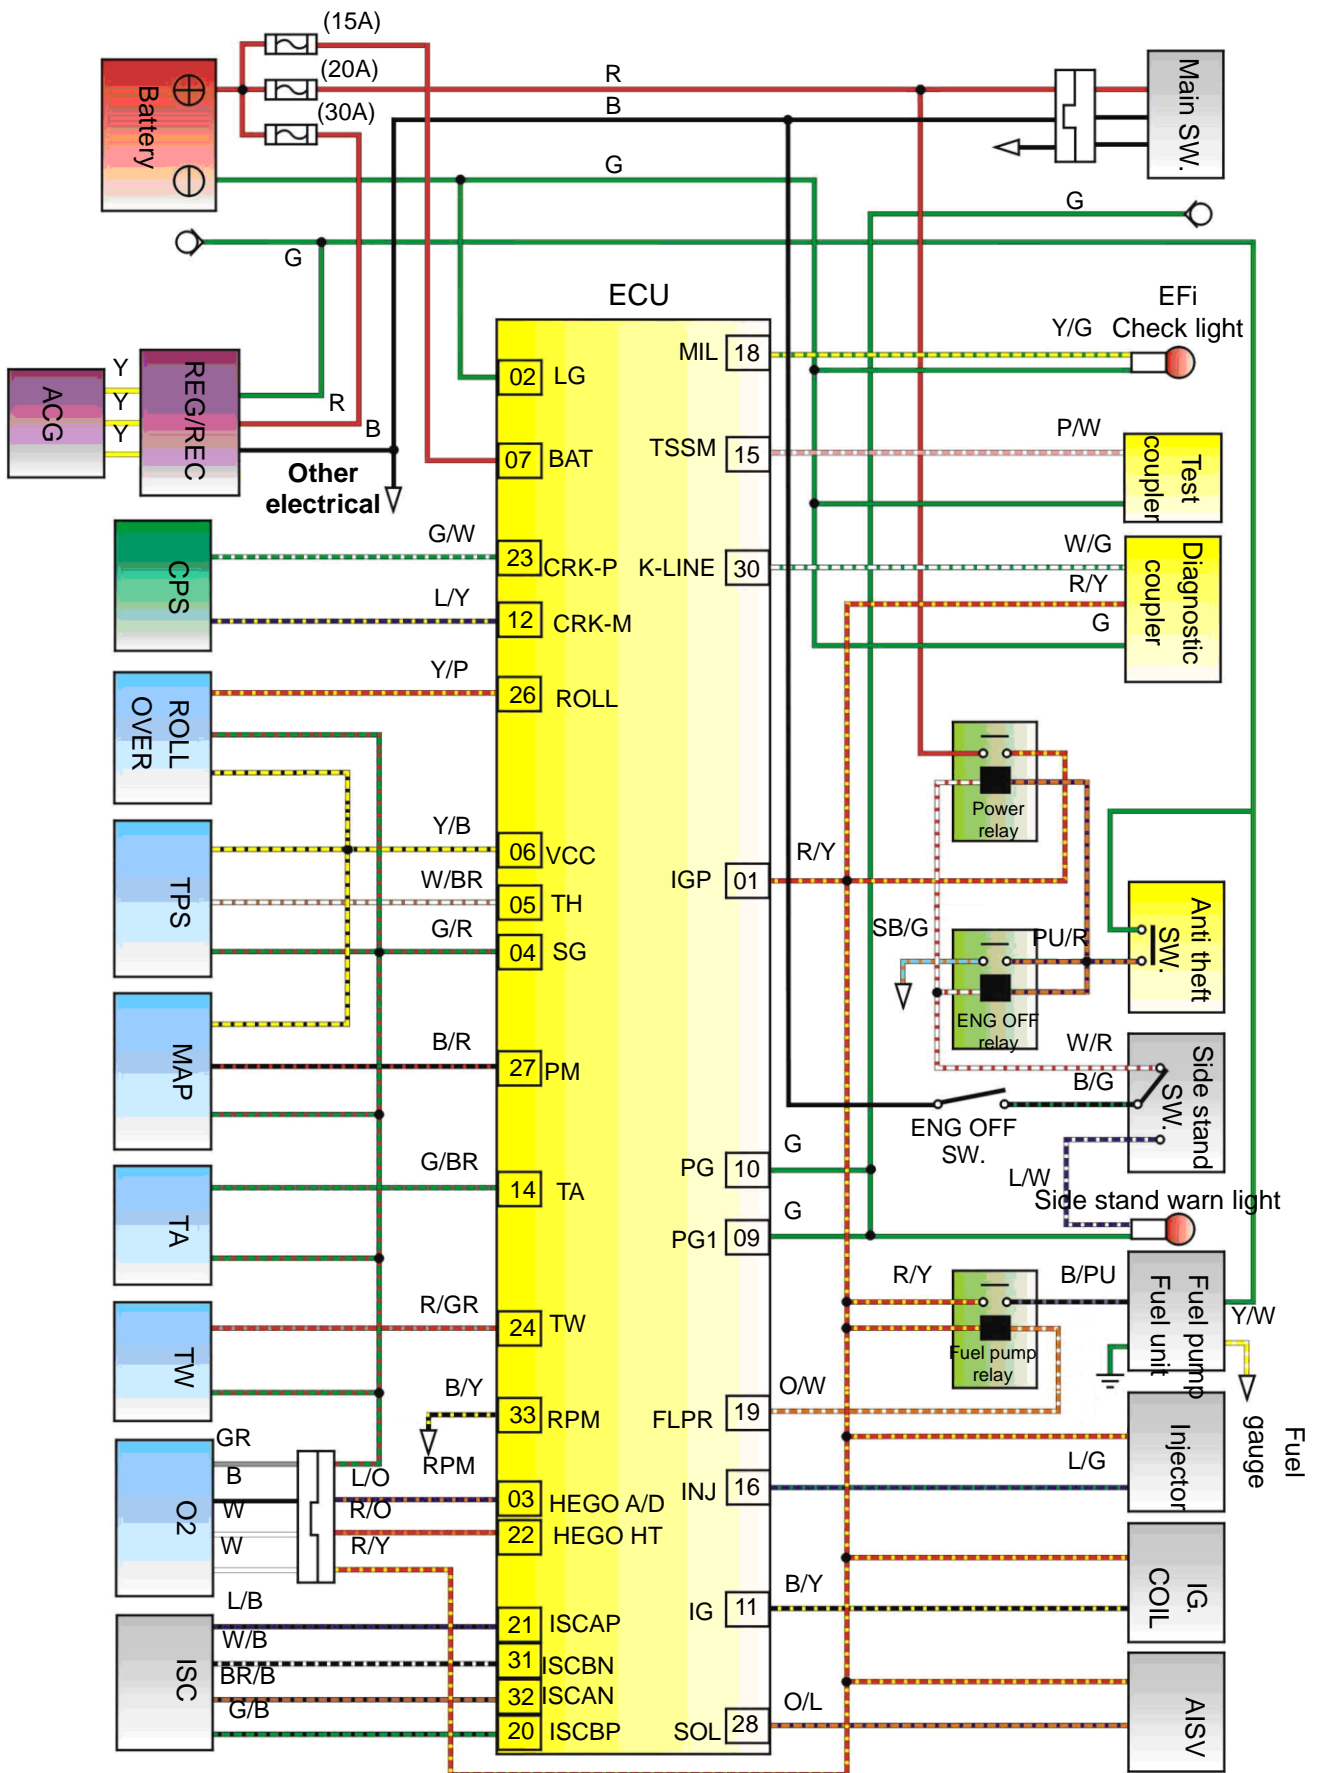 (15A)
(20A)
(30A)
Battery
R
B
G
G
G
Main SW.
ECU
EFi
Check light
Y/G
MIL 18
02 LG
Y
Y
Y
ACG
REG/REC
R
B
Other
electrical
07 BAT
TSSM 15
P/W
Test
coupler
CPS
G/W
23 CRK-P
L/Y
12 CRK-M
K-LINE 30
W/G
R/Y
G
Diagnostic
coupler
ROLL
OVER
Y/P
26 ROLL
Power
relay
TPS
Y/B
06 VCC
W/BR
05 TH
G/R
04 SG
IGP 01
R/Y
SB/G
PU/R
ENG OFF
relay
Anti theft
SW.
MAP
B/R
27 PM
W/R
B/G
ENG OFF
SW.
Side stand
SW.
L/W
Side stand warn light
TA
G/BR
14 TA
PG 10
G
PG1 09
G
TW
R/GR
24 TW
R/Y
B/PU
Fuel pump
relay
Fuel pump
Fuel unit
Y/W
Fuel
gauge
B/Y
33 RPM
RPM
FLPR 19
O/W
O2
GR
B
W
W
L/O
R/O
R/Y
03 HEGO A/D
22 HEGO HT
INJ 16
L/G
Injector
ISC
L/B
W/B
BR/B
G/B
21 ISCAP
31 ISCBN
32 ISCAN
20 ISCBP
IG 11
B/Y
IG.
COIL
SOL 28
O/L
AISV